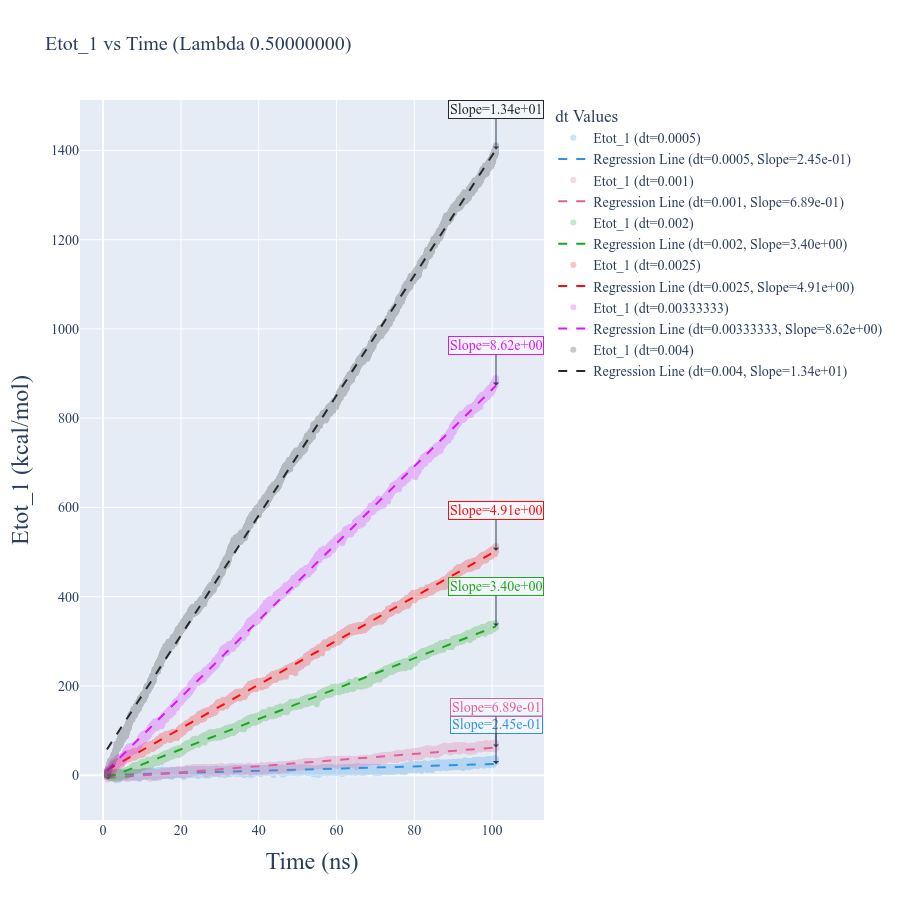 Etot_1 vs Time (Lambda 0.50000000)
Slope=1.34e+01
Slope=8.62e+00
Slope=4.91e+00
Slope=3.40e+00
Slope=6.89e-01
Slope=2.45e-01
1400
1200
1000
800
600
400
200
0
0
20
40
60
80
100
Time (ns)
Etot_1 (kcal/mol)
dt Values
Etot_1 (dt=0.0005)
Regression Line (dt=0.0005, Slope=2.45e-01)
Etot_1 (dt=0.001)
Regression Line (dt=0.001, Slope=6.89e-01)
Etot_1 (dt=0.002)
Regression Line (dt=0.002, Slope=3.40e+00)
Etot_1 (dt=0.0025)
Regression Line (dt=0.0025, Slope=4.91e+00)
Etot_1 (dt=0.00333333)
Regression Line (dt=0.00333333, Slope=8.62e+00)
Etot_1 (dt=0.004)
Regression Line (dt=0.004, Slope=1.34e+01)